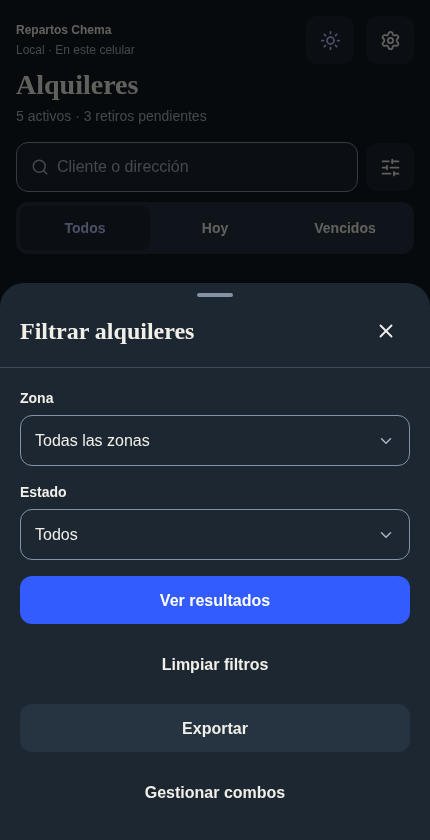 Repartos Chema
Local · En este celular
Alquileres
5 activos · 3 retiros pendientes
Cliente o dirección
Todos
Hoy
Vencidos
Filtrar alquileres
Zona
Todas las zonas
Estado
Todos
Ver resultados
Limpiar filtros
Exportar
Gestionar combos